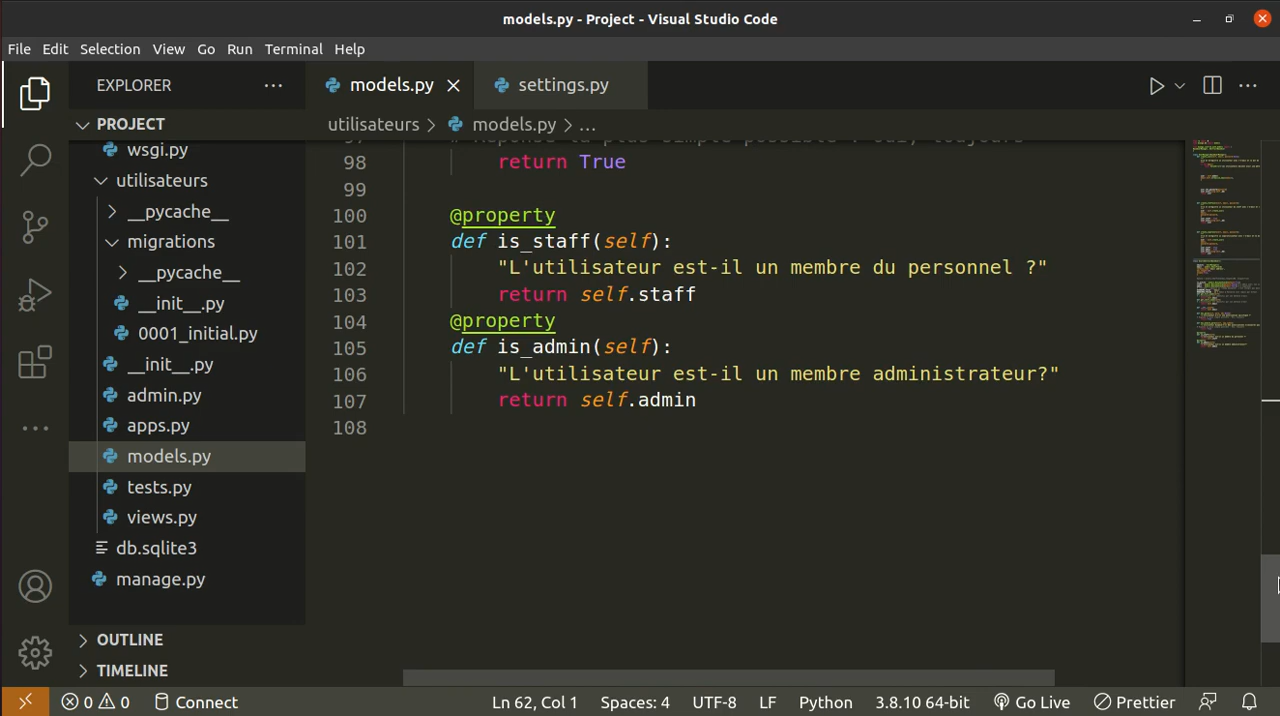 models.py - Project - Visual Studio Code
File Edit Selection View Go Run Terminal Help
EXPLORER
models.py
settings.py
PROJECT
utilisateurs > models.py > ...
wsgi.py
utilisateurs
__pycache__
migrations
__pycache__
__init__.py
0001_initial.py
__init__.py
admin.py
apps.py
models.py
tests.py
views.py
db.sqlite3
manage.py
OUTLINE
TIMELINE
98 return True
99
100 @property
101 def is_staff(self):
102 "L'utilisateur est-il un membre du personnel ?"
103 return self.staff
104 @property
105 def is_admin(self):
106 "L'utilisateur est-il un membre administrateur?"
107 return self.admin
108
0 0 Connect Ln 62, Col 1 Spaces: 4 UTF-8 LF Python 3.8.10 64-bit Go Live Prettier